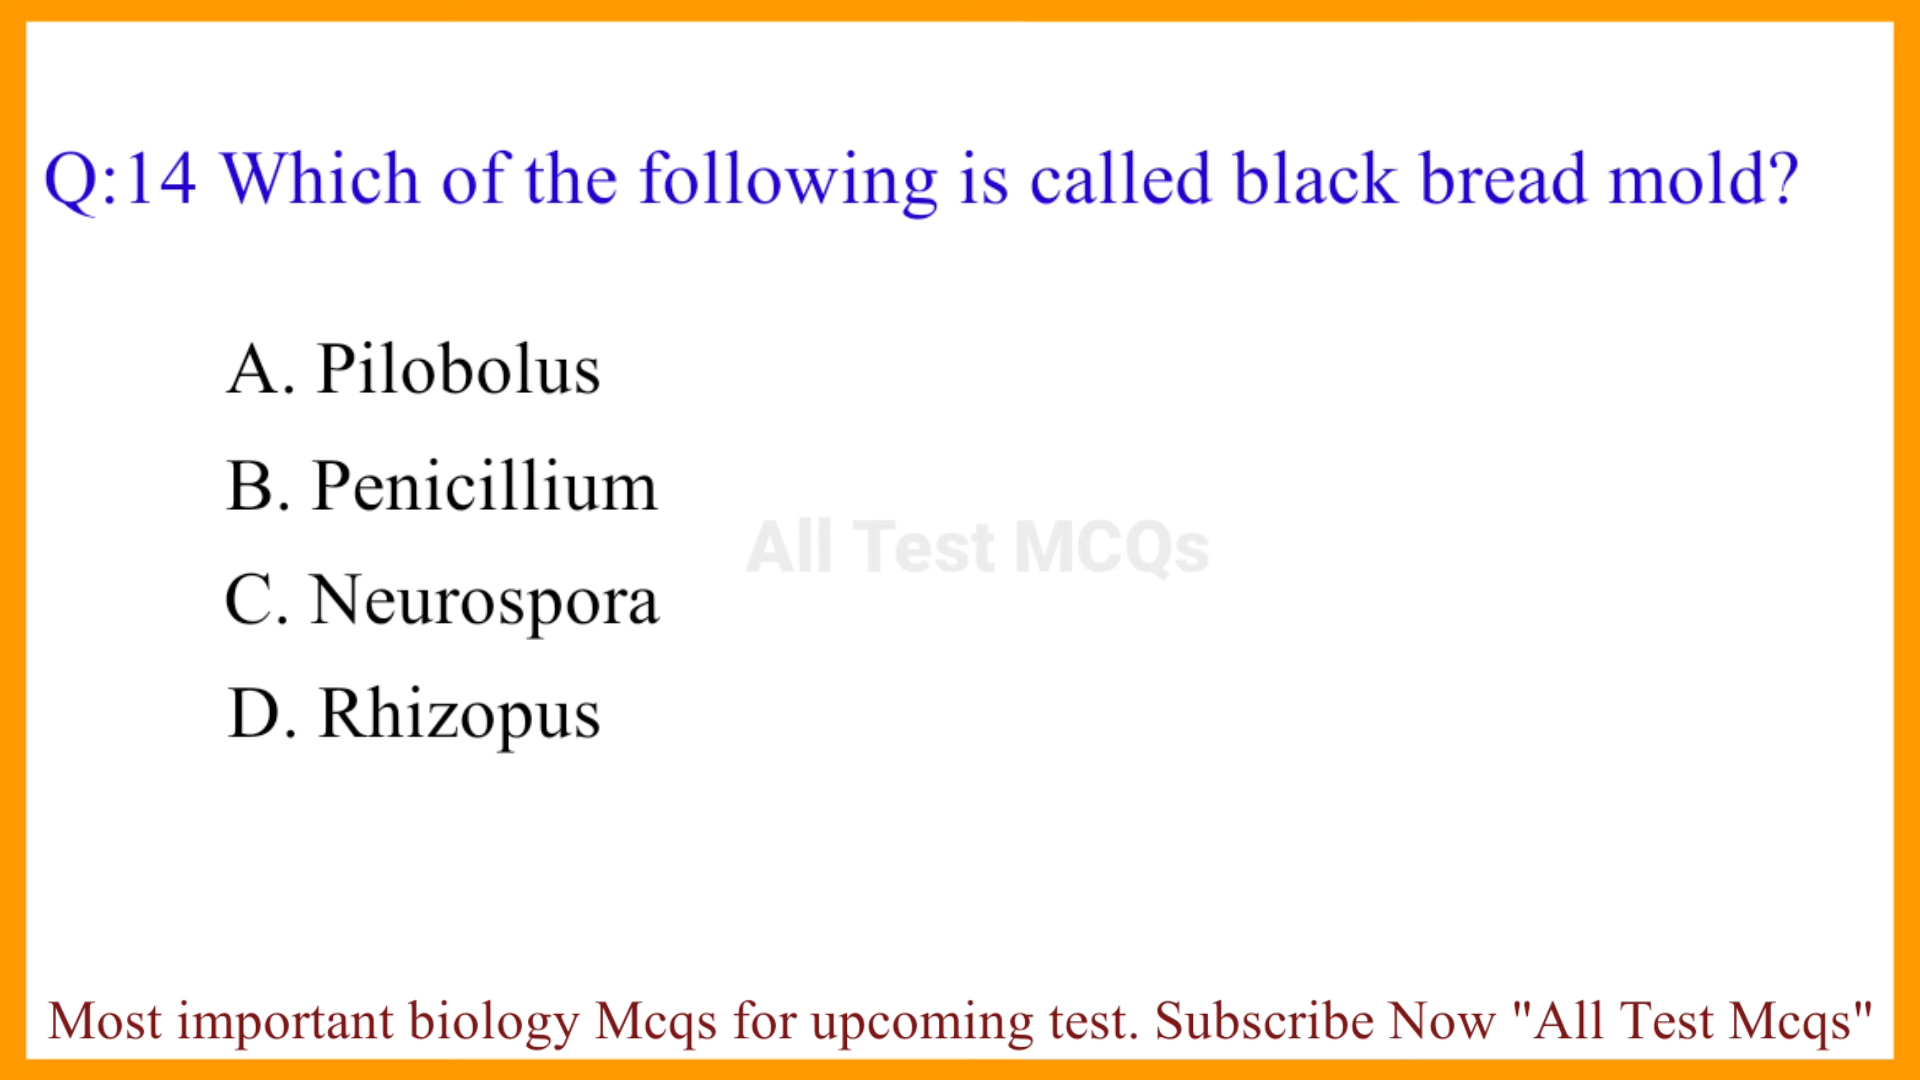 Q:14 Which of the following is called black bread mold?
A. Pilobolus
B. Penicillium
All Test MCQs
C. Neurospora
D. Rhizopus
Most important biology Mcqs for upcoming test. Subscribe Now "All Test Mcqs"